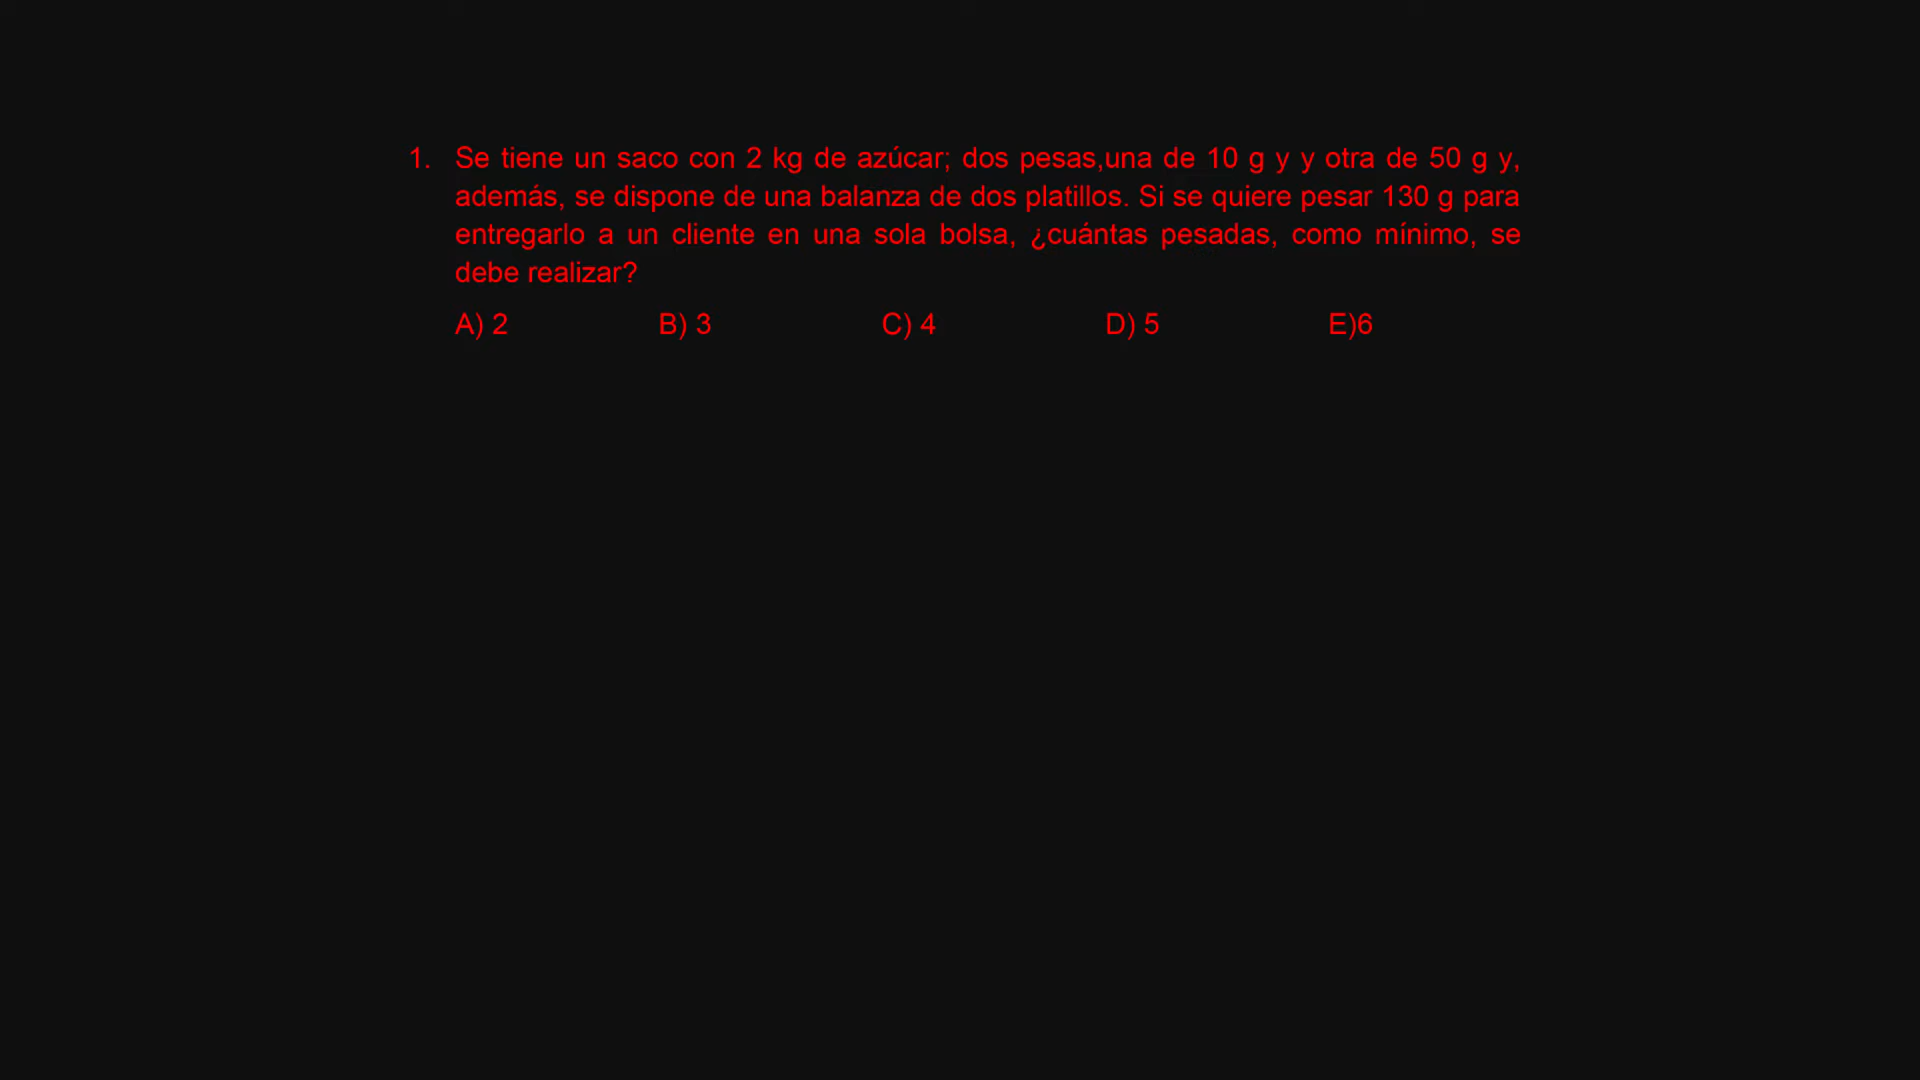 1. Se tiene un saco con 2 kg de azúcar; dos pesas,una de 10 g y y otra de 50 g y,
además, se dispone de una balanza de dos platillos. Si se quiere pesar 130 g para
entregarlo a un cliente en una sola bolsa, ¿cuántas pesadas, como mínimo, se
debe realizar?
A) 2 B) 3 C) 4 D) 5 E)6